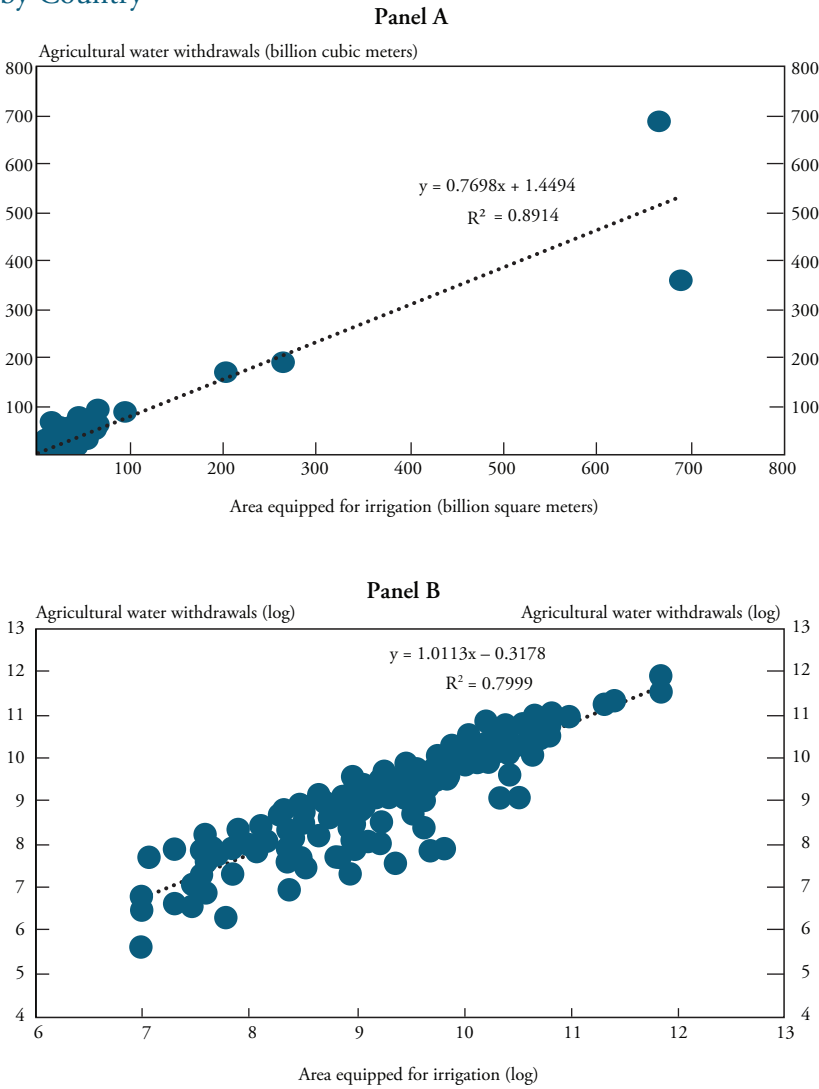 by Country
Panel A
Agricultural water withdrawals (billion cubic meters)
800 800
700 700
600 600
y = 0.7698x + 1.4494
R² = 0.8914
500 500
400 400
300 300
200 200
100 100
100 200 300 400 500 600 700 800
Area equipped for irrigation (billion square meters)
Panel B
Agricultural water withdrawals (log) Agricultural water withdrawals (log)
13 13
y = 1.0113x – 0.3178
12 12
R² = 0.7999
11 11
10 10
9 9
8 8
7 7
6 6
5 5
4 4
6 7 8 9 10 11 12 13
Area equipped for irrigation (log)